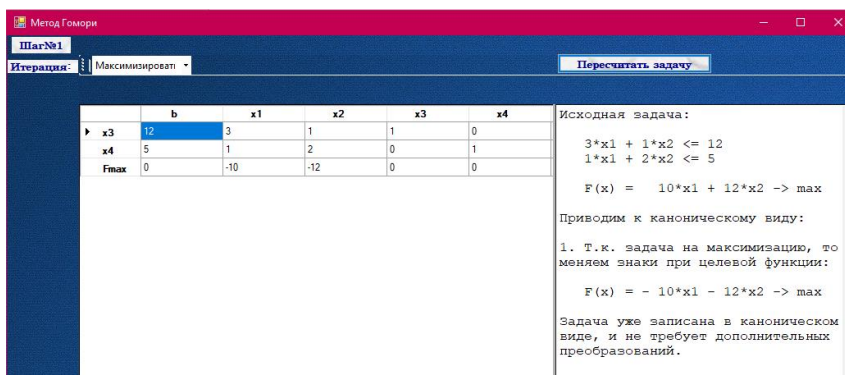 Метод Гомори
Шаг№1
Итерация:
Максимизироват
Пересчитать задачу
b x1 x2 x3 x4
x3 12 3 1 1 0
x4 5 1 2 0 1
Fmax 0 -10 -12 0 0
Исходная задача:
3*x1 + 1*x2 <= 12
1*x1 + 2*x2 <= 5
F(x) = 10*x1 + 12*x2 -> max
Приводим к каноническому виду:
1. Т.к. задача на максимизацию, то
меняем знаки при целевой функции:
F(x) = - 10*x1 - 12*x2 -> max
Задача уже записана в каноническом
виде, и не требует дополнительных
преобразований.